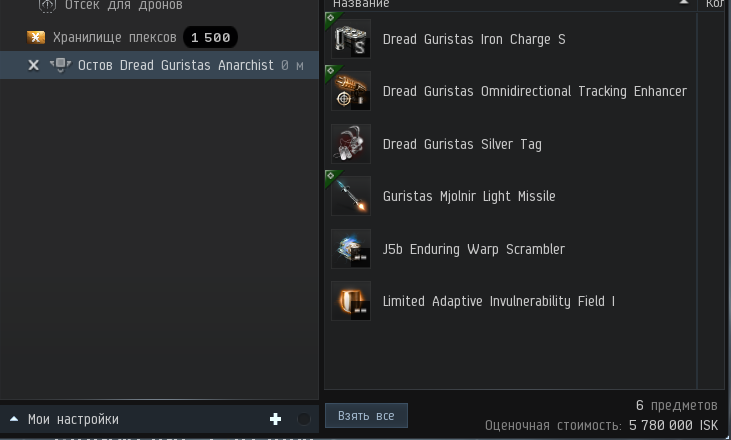 Отсек для дронов
Хранилище плексов 1 500
Остов Dread Guristas Anarchist 0 м
Мои настройки
Название
Кол
Dread Guristas Iron Charge S
S
Dread Guristas Omnidirectional Tracking Enhancer
Dread Guristas Silver Tag
Guristas Mjolnir Light Missile
J5b Enduring Warp Scrambler
Limited Adaptive Invulnerability Field I
Взять все
6 предметов
Оценочная стоимость: 5 780 000 ISK